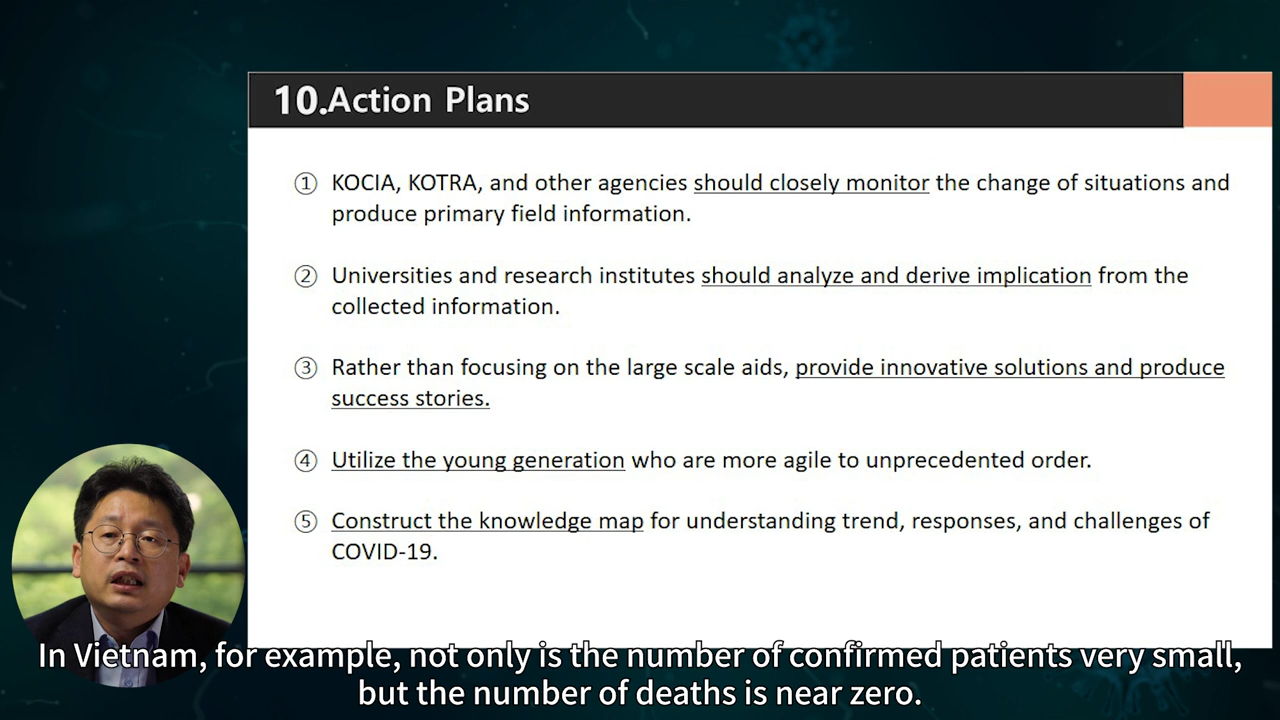 10.Action Plans
① KOCIA, KOTRA, and other agencies should closely monitor the change of situations and
produce primary field information.
② Universities and research institutes should analyze and derive implication from the
collected information.
③ Rather than focusing on the large scale aids, provide innovative solutions and produce
success stories.
④ Utilize the young generation who are more agile to unprecedented order.
⑤ Construct the knowledge map for understanding trend, responses, and challenges of
COVID-19.
In Vietnam, for example, not only is the number of confirmed patients very small,
but the number of deaths is near zero.